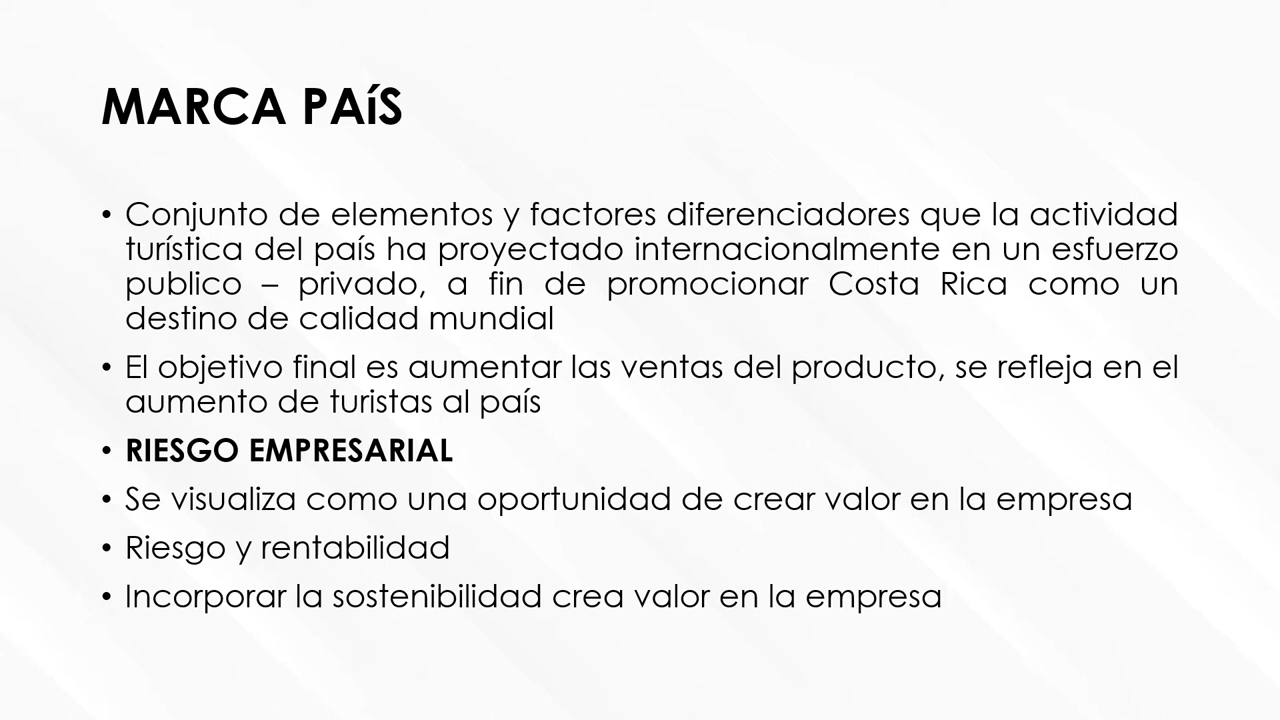 MARCA PAíS
• Conjunto de elementos y factores diferenciadores que la actividad
turística del país ha proyectado internacionalmente en un esfuerzo
publico – privado, a fin de promocionar Costa Rica como un
destino de calidad mundial
• El objetivo final es aumentar las ventas del producto, se refleja en el
aumento de turistas al país
• RIESGO EMPRESARIAL
• Se visualiza como una oportunidad de crear valor en la empresa
• Riesgo y rentabilidad
• Incorporar la sostenibilidad crea valor en la empresa